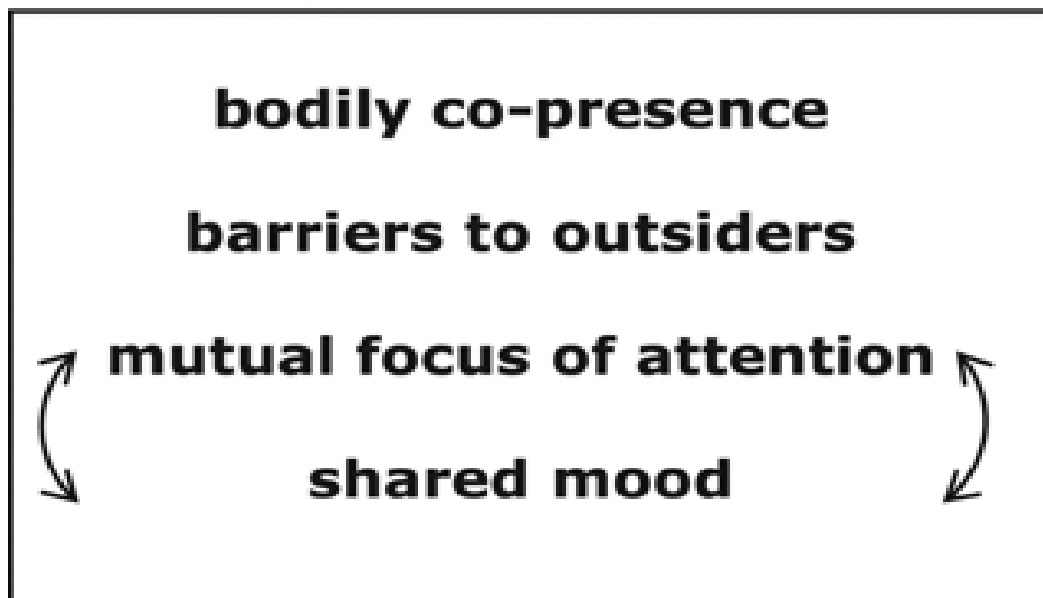 bodily co-presence
barriers to outsiders
mutual focus of attention
shared mood